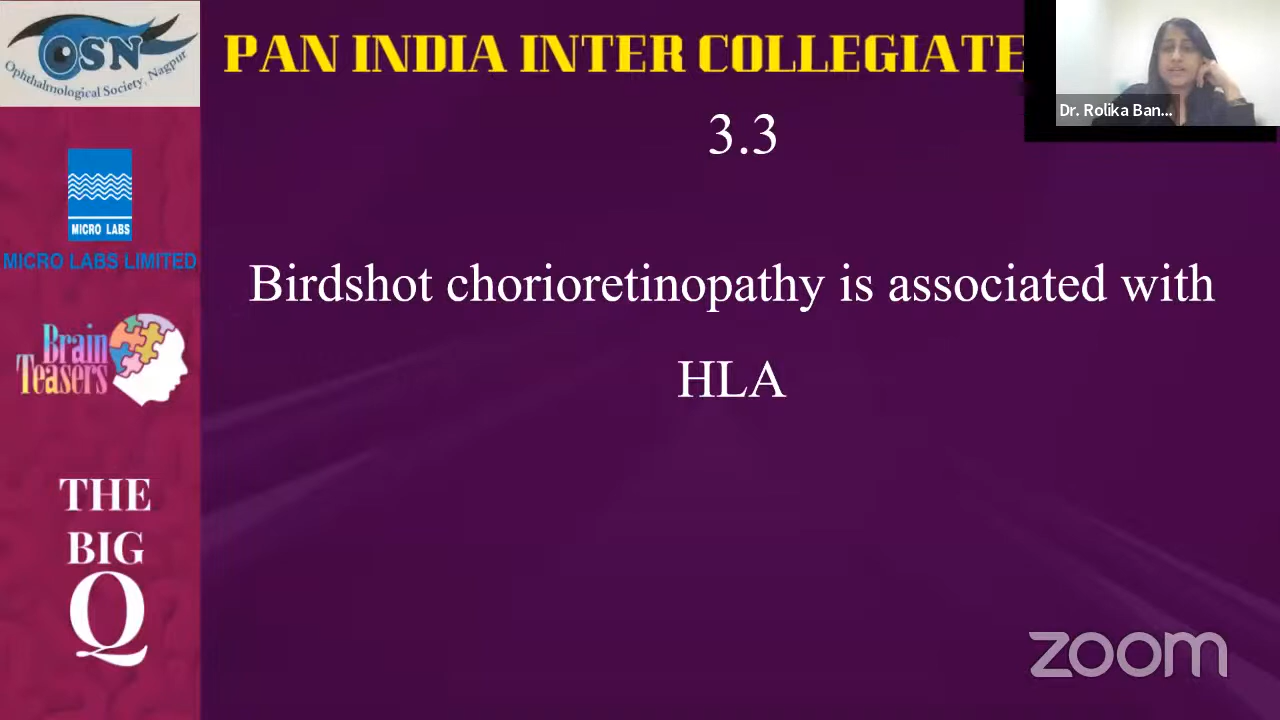 OSN
Ophthalmological Society, Nagpur
PAN INDIA INTER COLLEGIATE
Dr. Rolika Ban...
3.3
MICRO LABS
MICRO LABS LIMITED
Birdshot chorioretinopathy is associated with
HLA
Brain
Teasers
THE
BIG
Q
zoom